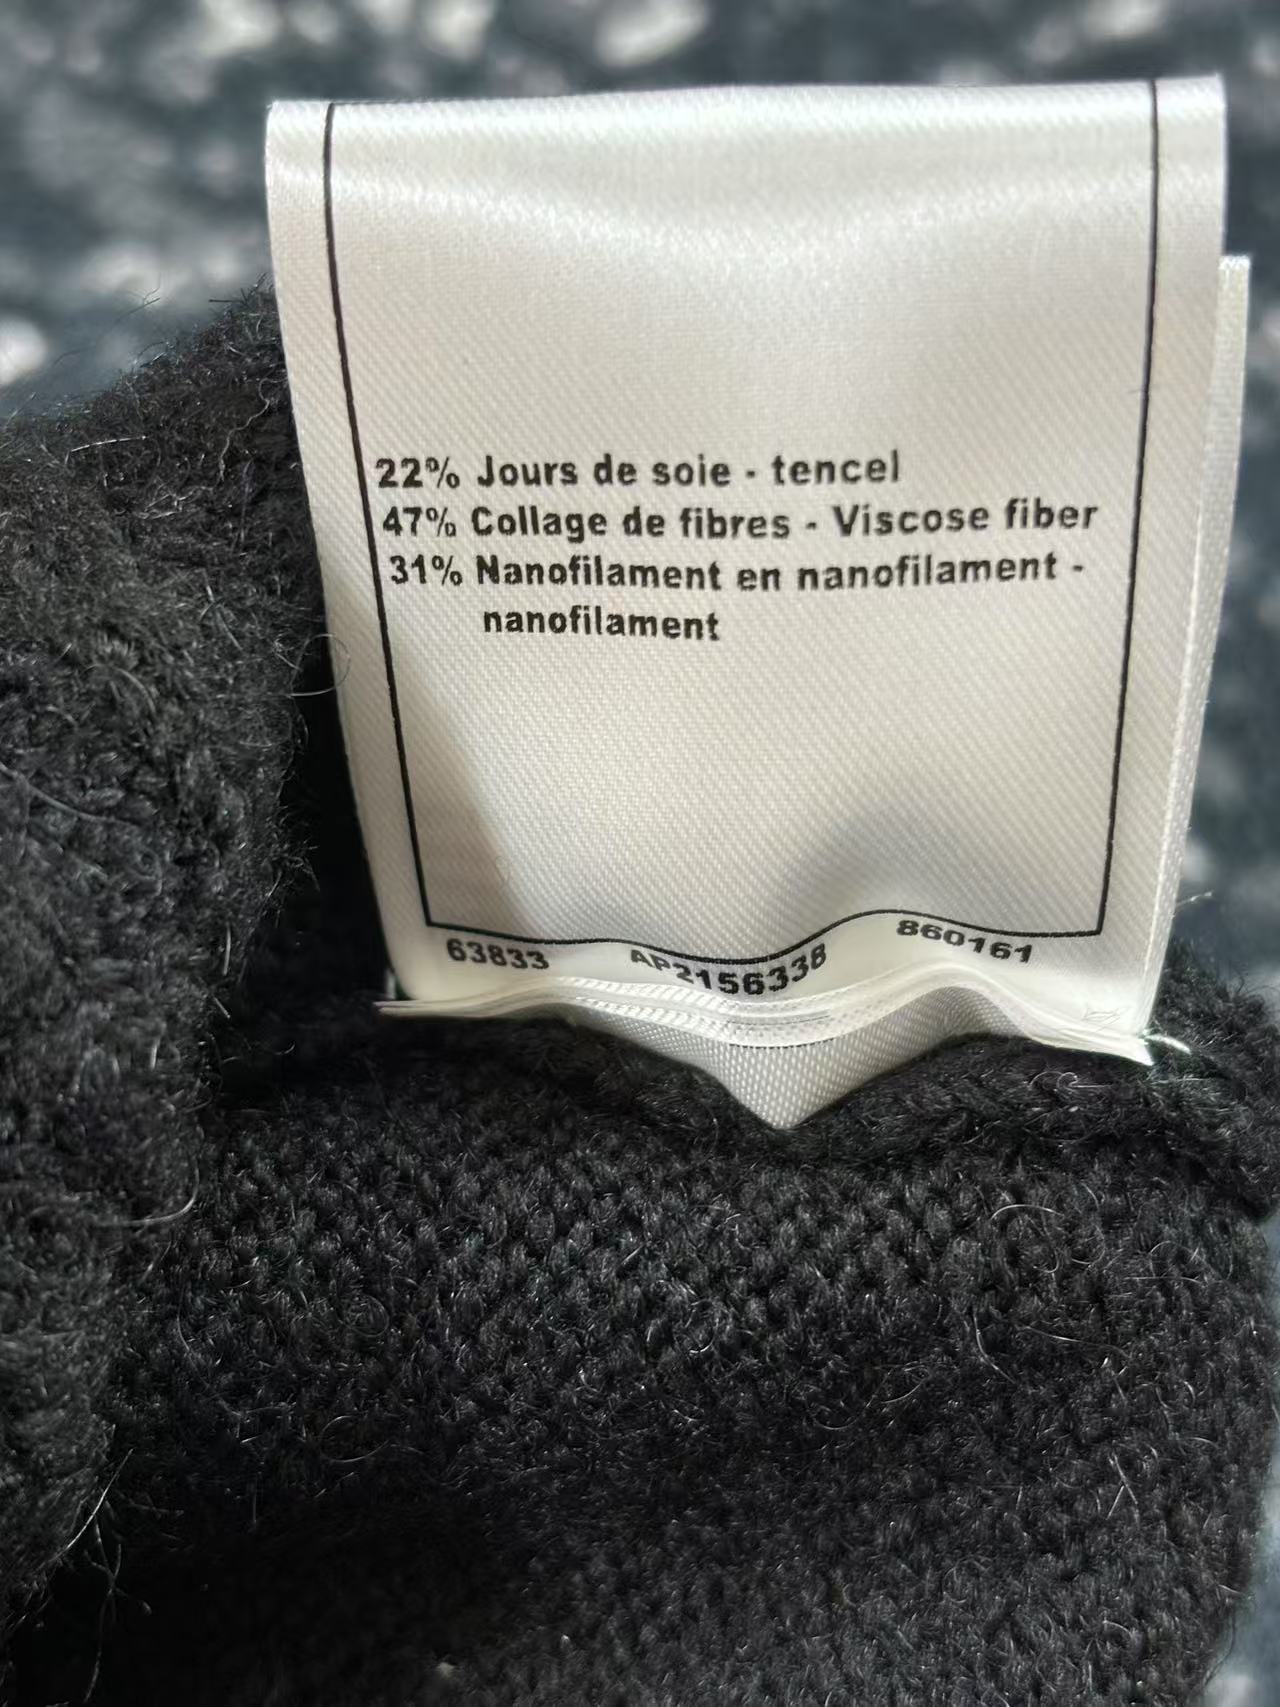 22% Jours de soie - tencel
47% Collage de fibres - Viscose fiber
31% Nanofilament en nanofilament -
nanofilament
63833 AP2156338 860161